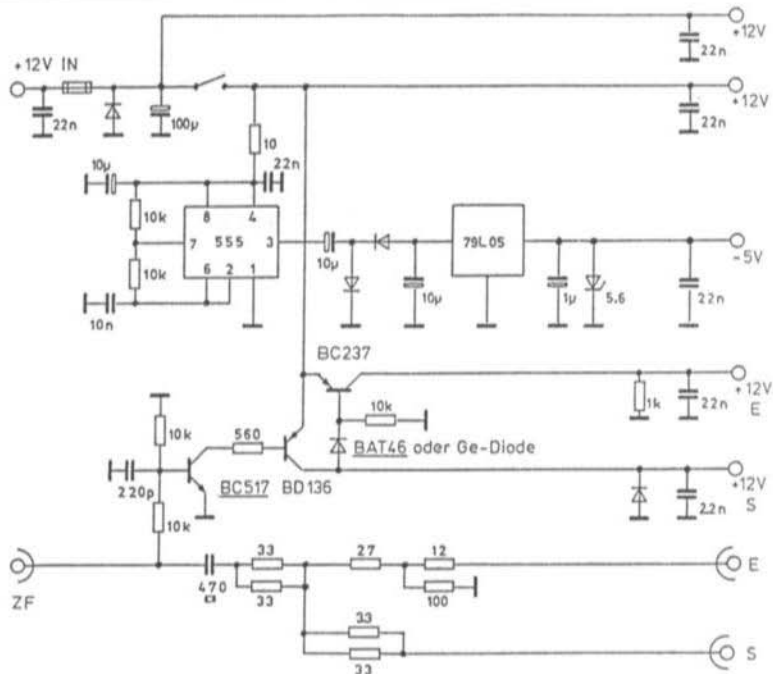 +12V
22n
+12V IN
+12V
22n
100µ
22n
10
10µ
22n
10k
8
4
7
555
3
79L05
-5V
10k
6
2
1
10µ
10µ
1µ
5.6
22n
10n
BC237
+12V
E
10k
1k
22n
10k
560
BAT46 oder Ge-Diode
220p
BC517
BD136
+12V
S
2.2n
10k
33
27
12
E
ZF
470
33
100
33
S
33